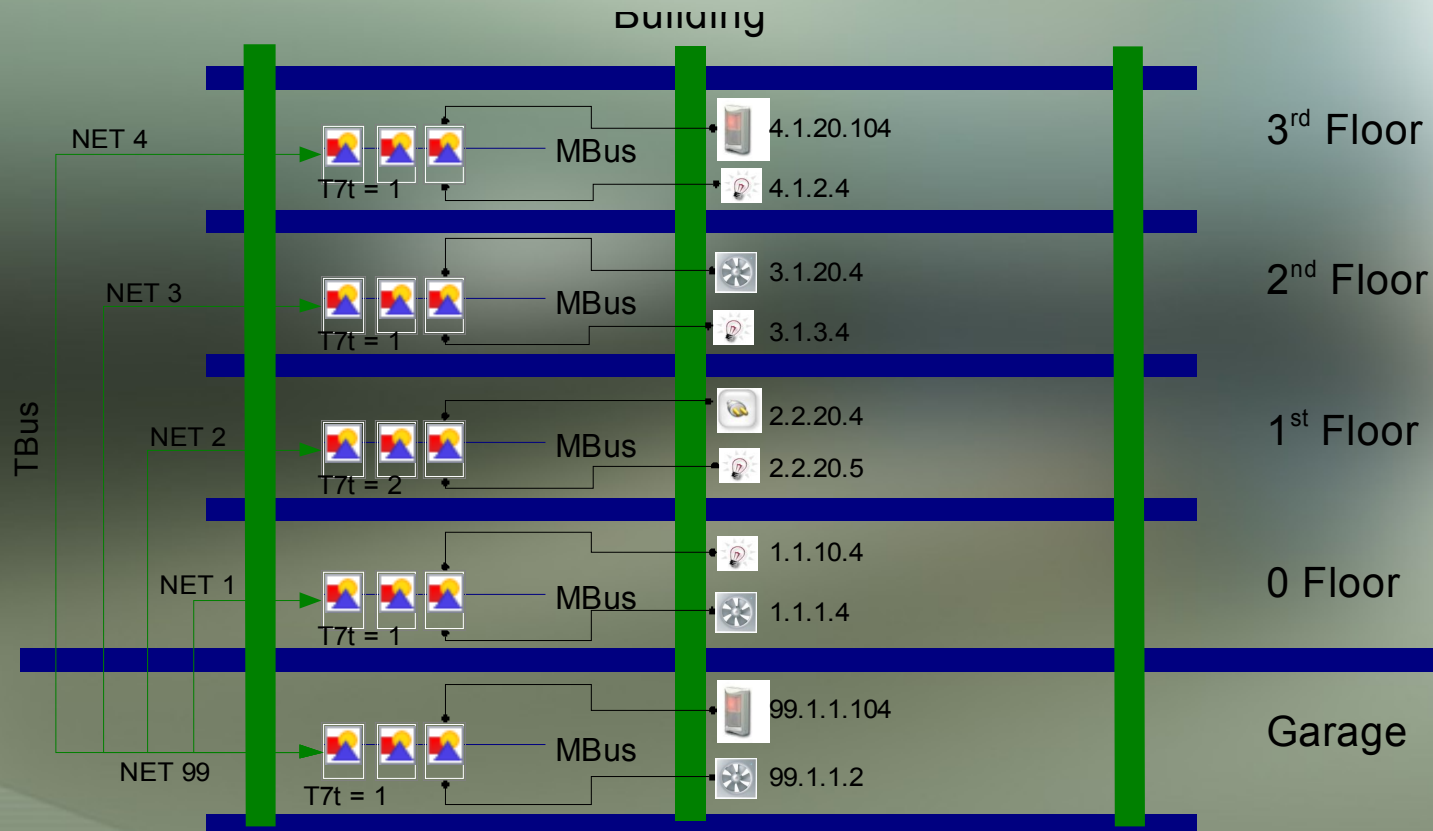 Building
NET 4
T7t = 1
MBus
4.1.20.104
4.1.2.4
3rd Floor
NET 3
T7t = 1
MBus
3.1.20.4
3.1.3.4
2nd Floor
TBus
NET 2
T7t = 2
MBus
2.2.20.4
2.2.20.5
1st Floor
NET 1
T7t = 1
MBus
1.1.10.4
1.1.1.4
0 Floor
NET 99
T7t = 1
MBus
99.1.1.104
99.1.1.2
Garage